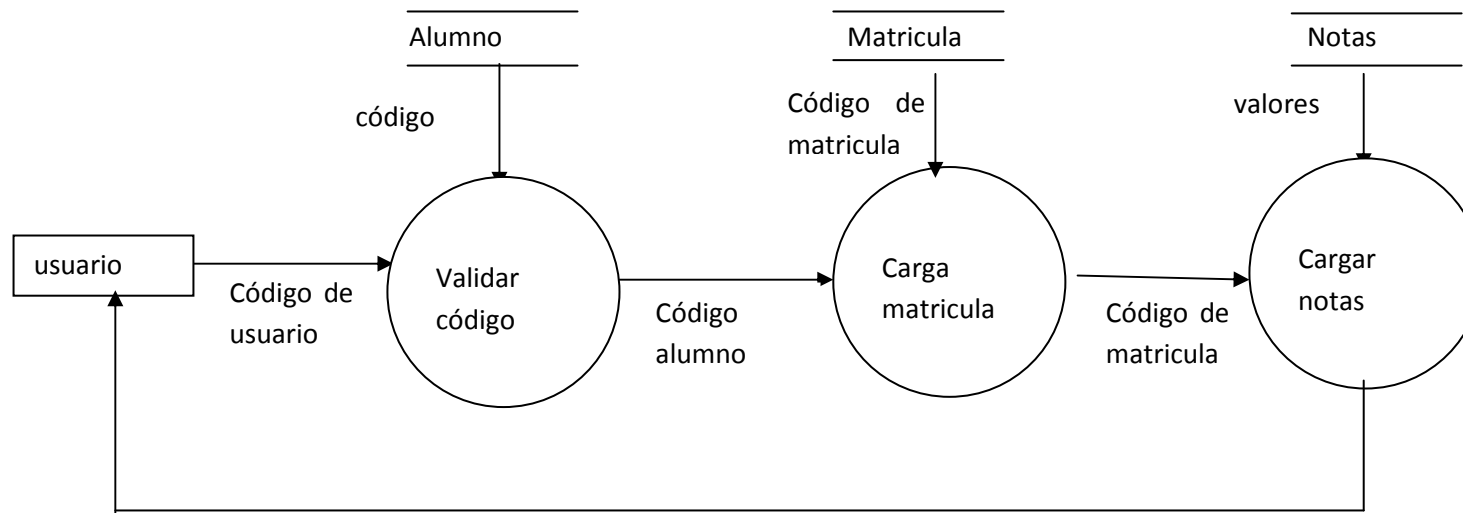 Alumno
Matricula
Notas
código
Código de
matricula
valores
usuario
Código de
usuario
Validar
código
Código
alumno
Carga
matricula
Código de
matricula
Cargar
notas